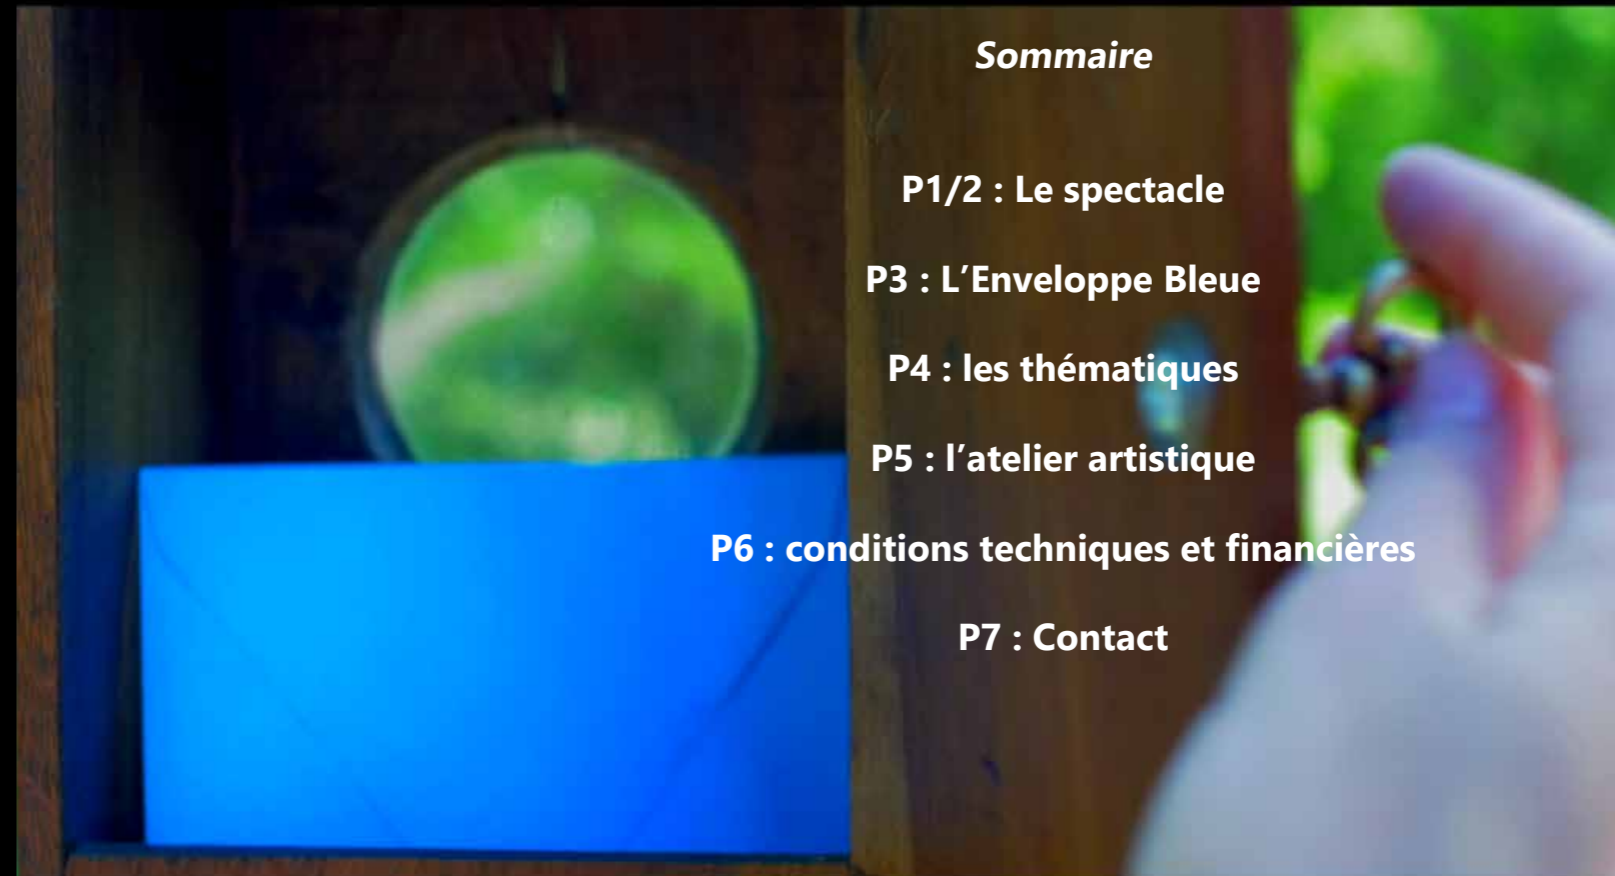 Sommaire
P1/2 : Le spectacle
P3 : L’Enveloppe Bleue
P4 : les thématiques
P5 : l’atelier artistique
P6 : conditions techniques et financières
P7 : Contact